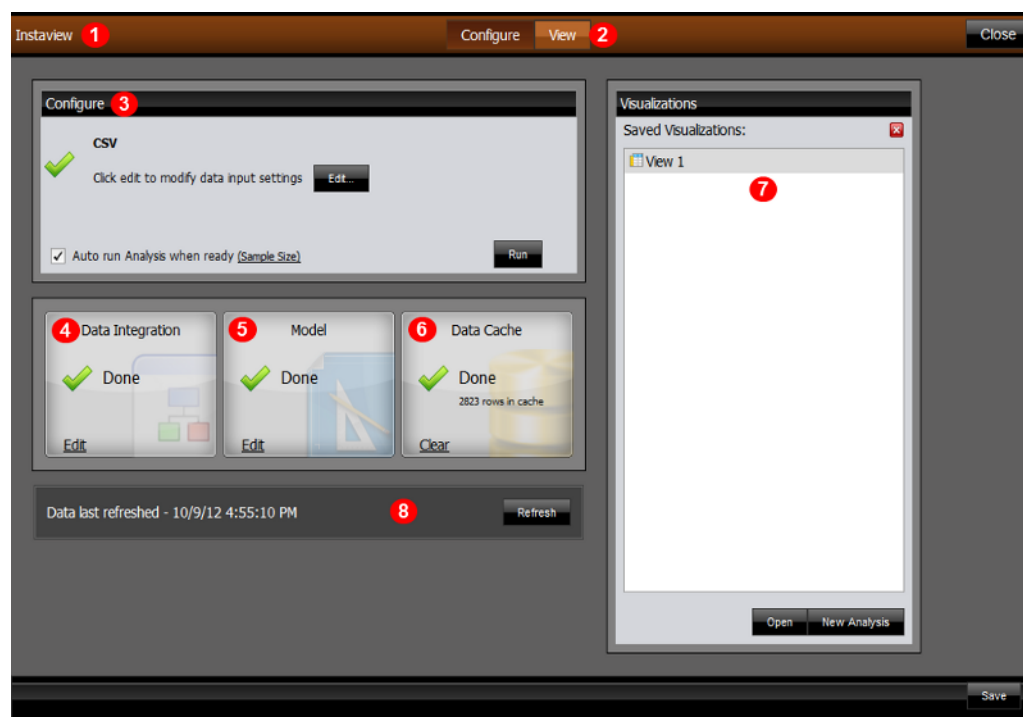 Instaview 1 Configure View 2 Close
Configure 3
CSV
Click edit to modify data input settings Edit...
Auto run Analysis when ready (Sample Size) Run
4 Data Integration
Done
Edit
5 Model
Done
Edit
6 Data Cache
Done
2823 rows in cache
Clear
Data last refreshed - 10/9/12 4:55:10 PM 8 Refresh
Visualizations
Saved Visualizations:
View 1
7
Open New Analysis
Save